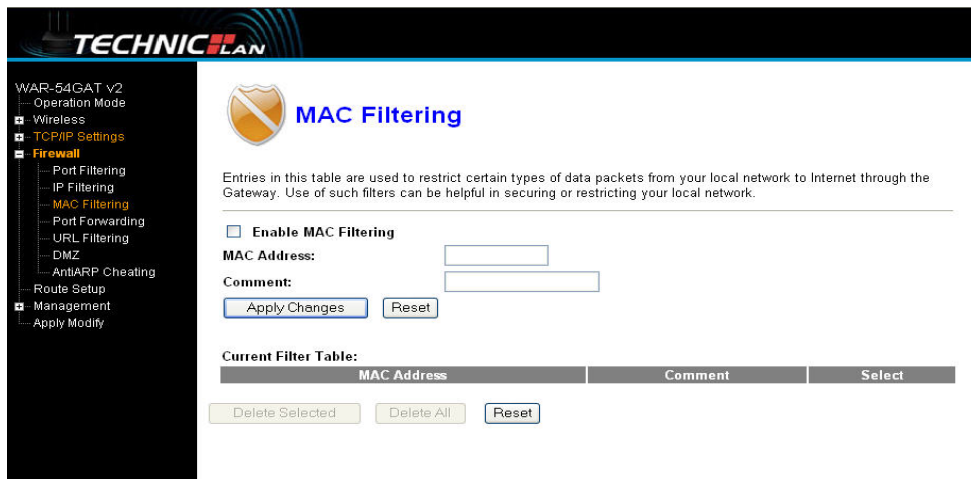 TECHNIC LAN
WAR-54GAT v2
Operation Mode
Wireless
TCP/IP Settings
Firewall
Port Filtering
IP Filtering
MAC Filtering
Port Forwarding
URL Filtering
DMZ
AntiARP Cheating
Route Setup
Management
Apply Modify
MAC Filtering
Entries in this table are used to restrict certain types of data packets from your local network to Internet through the
Gateway. Use of such filters can be helpful in securing or restricting your local network.
Enable MAC Filtering
MAC Address:
Comment:
Apply Changes Reset
Current Filter Table:
MAC Address Comment Select
Delete Selected Delete All Reset